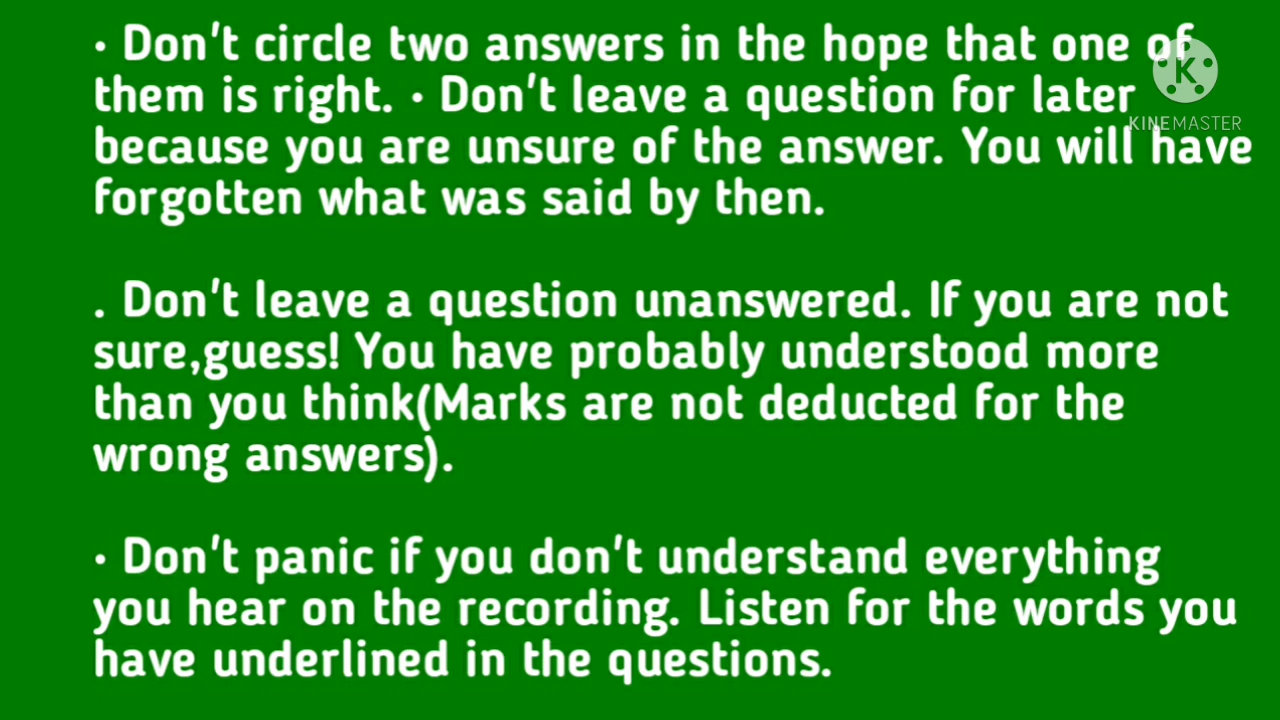 • Don't circle two answers in the hope that one of
them is right. • Don't leave a question for later
because you are unsure of the answer. You will have
forgotten what was said by then.
. Don't leave a question unanswered. If you are not
sure,guess! You have probably understood more
than you think(Marks are not deducted for the
wrong answers).
• Don't panic if you don't understand everything
you hear on the recording. Listen for the words you
have underlined in the questions.
K
KINEMASTER